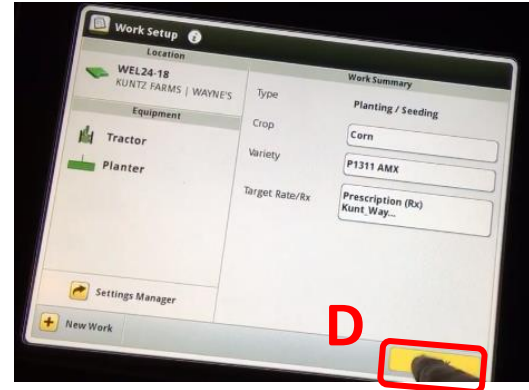 Work Setup
Location
WEL24-18
KUNTZ FARMS | WAYNE'S
Equipment
Tractor
Planter
Settings Manager
New Work
Work Summary
Type
Planting / Seeding
Crop
Corn
Variety
P1311 AMX
Target Rate/Rx
Prescription (Rx)
Kunt_Way...
D